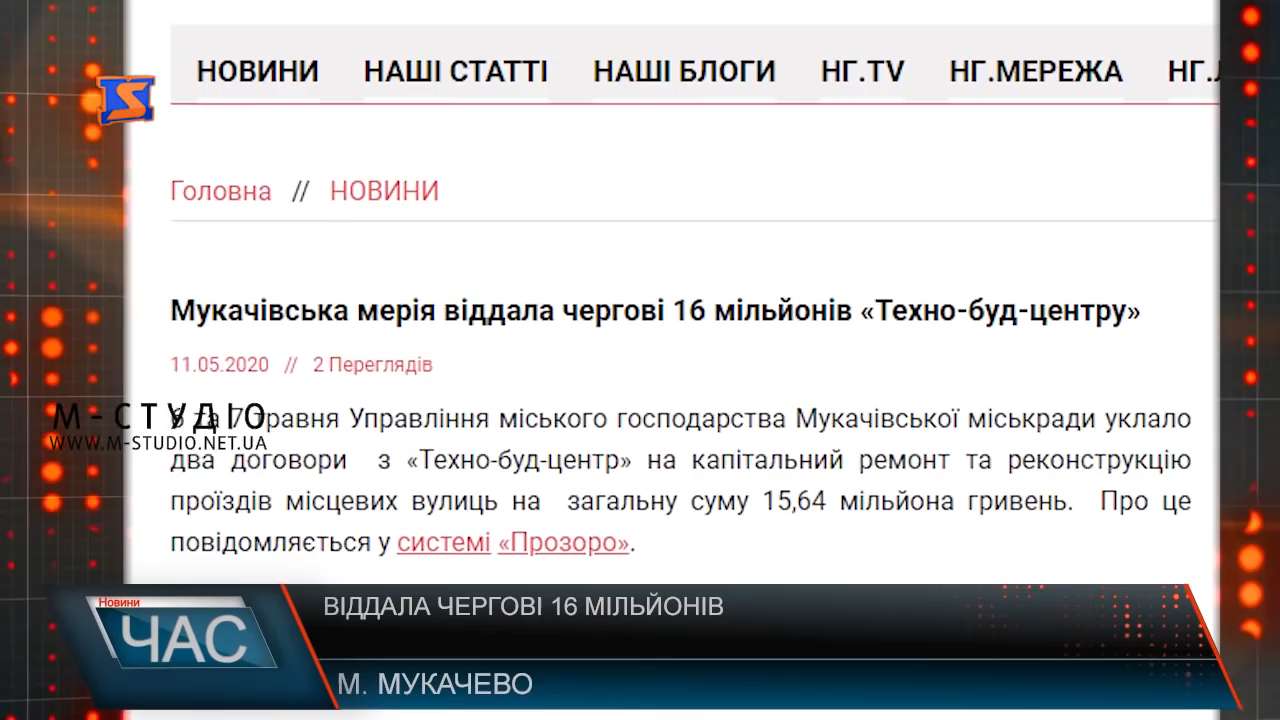 НОВИНИ НАШІ СТАТТІ НАШІ БЛОГИ НГ.TV НГ.МЕРЕЖА
Головна // НОВИНИ
Мукачівська мерія віддала чергові 16 мільйонів «Техно-буд-центру»
11.05.2020 // 2 Переглядів
М-СТУДІО
WWW.M-STUDIO.NET.UA
6 та 7 травня Управління міського господарства Мукачівської міськради уклало
два договори з «Техно-буд-центр» на капітальний ремонт та реконструкцію
проїздів місцевих вулиць на загальну суму 15,64 мільйона гривень. Про це
повідомляється у системі «Прозоро».
Новини
ЧАС
ВІДДАЛА ЧЕРГОВІ 16 МІЛЬЙОНІВ
М. МУКАЧЕВО